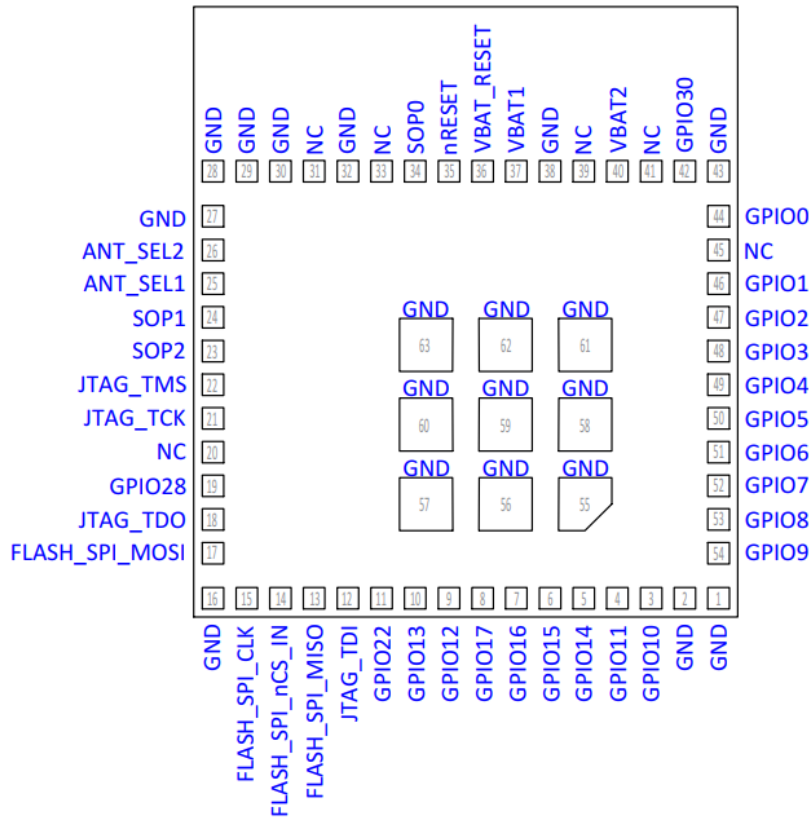 GND
GND
GND
NC
GND
NC
SOP0
nRESET
VBAT_RESET
VBAT1
GND
NC
VBAT2
NC
GPIO30
GND
28 29 30 31 32 33 34 35 36 37 38 39 40 41 42 43
GND 27
ANT_SEL2 26
ANT_SEL1 25
SOP1 24
SOP2 23
JTAG_TMS 22
JTAG_TCK 21
NC 20
GPIO28 19
JTAG_TDO 18
FLASH_SPI_MOSI 17
44 GPIO0
45 NC
46 GPIO1
47 GPIO2
48 GPIO3
49 GPIO4
50 GPIO5
51 GPIO6
52 GPIO7
53 GPIO8
54 GPIO9
GND GND GND
63 62 61
GND GND GND
60 59 58
GND GND GND
57 56 55
16 15 14 13 12 11 10 9 8 7 6 5 4 3 2 1
GND
FLASH_SPI_CLK
FLASH_SPI_nCS_IN
FLASH_SPI_MISO
JTAG_TDI
GPIO22
GPIO13
GPIO12
GPIO17
GPIO16
GPIO15
GPIO14
GPIO11
GPIO10
GND
GND